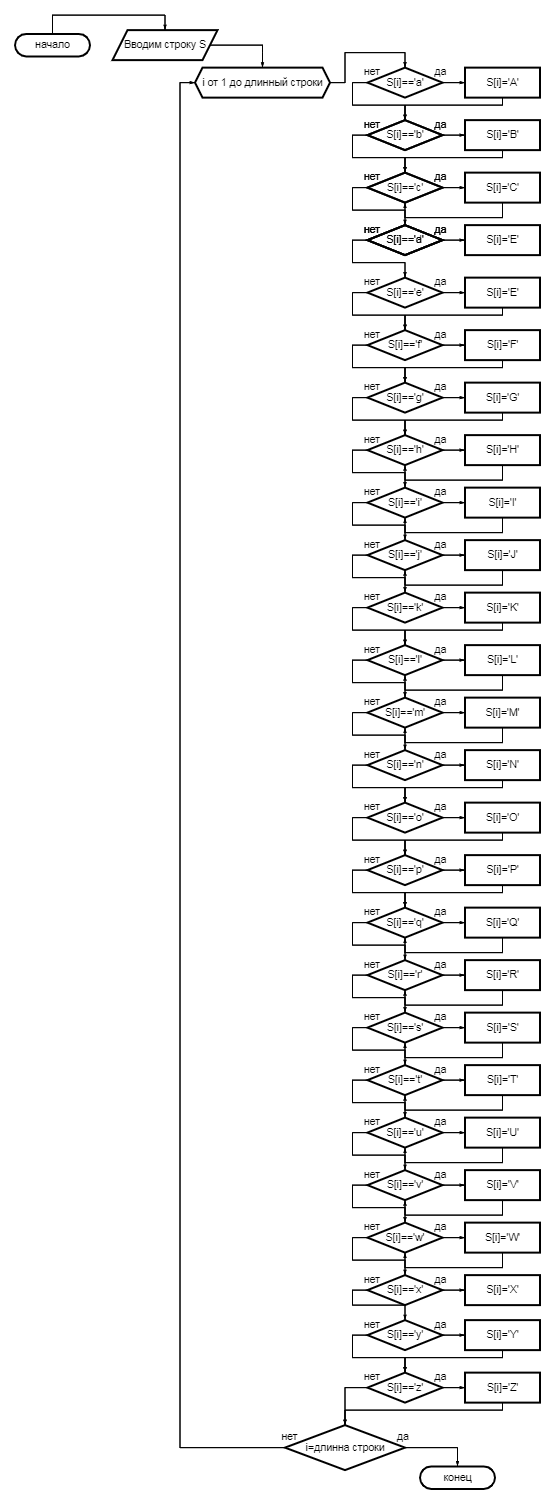 начало
Вводим строку S
i от 1 до длинный строки
нет
S[i]=='a'
да
S[i]='A'
нет
S[i]=='b'
да
S[i]='B'
нет
S[i]=='c'
да
S[i]='C'
нет
S[i]=='d'
да
S[i]='E'
нет
S[i]=='e'
да
S[i]='E'
нет
S[i]=='f'
да
S[i]='F'
нет
S[i]=='g'
да
S[i]='G'
нет
S[i]=='h'
да
S[i]='H'
нет
S[i]=='i'
да
S[i]='I'
нет
S[i]=='j'
да
S[i]='J'
нет
S[i]=='k'
да
S[i]='K'
нет
S[i]=='l'
да
S[i]='L'
нет
S[i]=='m'
да
S[i]='M'
нет
S[i]=='n'
да
S[i]='N'
нет
S[i]=='o'
да
S[i]='O'
нет
S[i]=='p'
да
S[i]='P'
нет
S[i]=='q'
да
S[i]='Q'
нет
S[i]=='r'
да
S[i]='R'
нет
S[i]=='s'
да
S[i]='S'
нет
S[i]=='t'
да
S[i]='T'
нет
S[i]=='u'
да
S[i]='U'
нет
S[i]=='v'
да
S[i]='V'
нет
S[i]=='w'
да
S[i]='W'
нет
S[i]=='x'
да
S[i]='X'
нет
S[i]=='y'
да
S[i]='Y'
нет
S[i]=='z'
да
S[i]='Z'
нет
i=длинна строки
да
конец